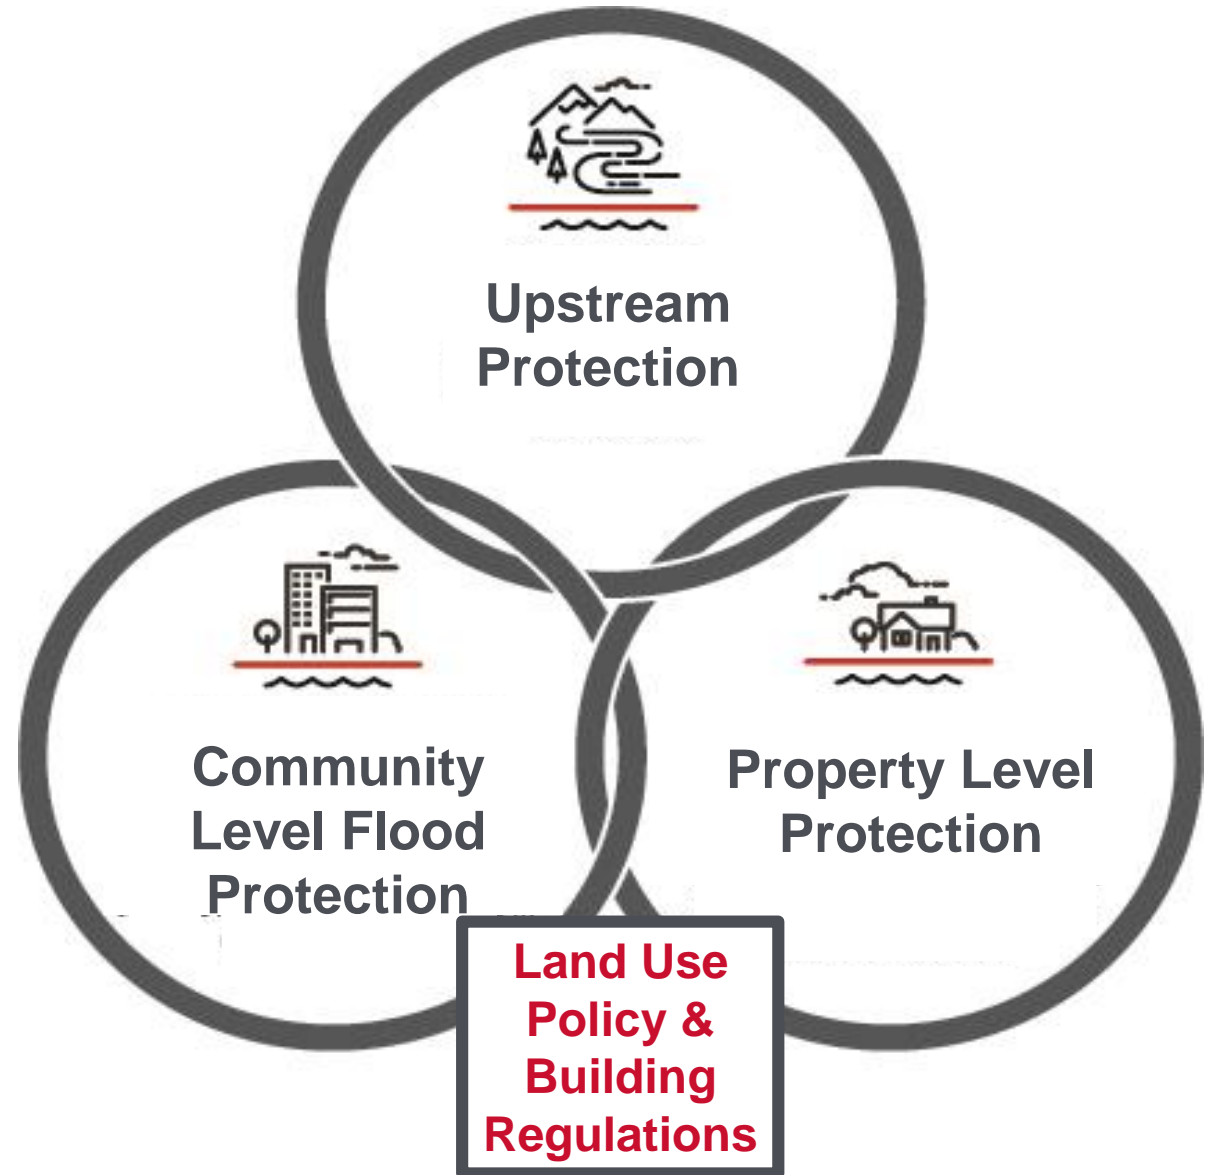 Upstream
Protection
Community
Level Flood
Protection
Property Level
Protection
Land Use
Policy &
Building
Regulations